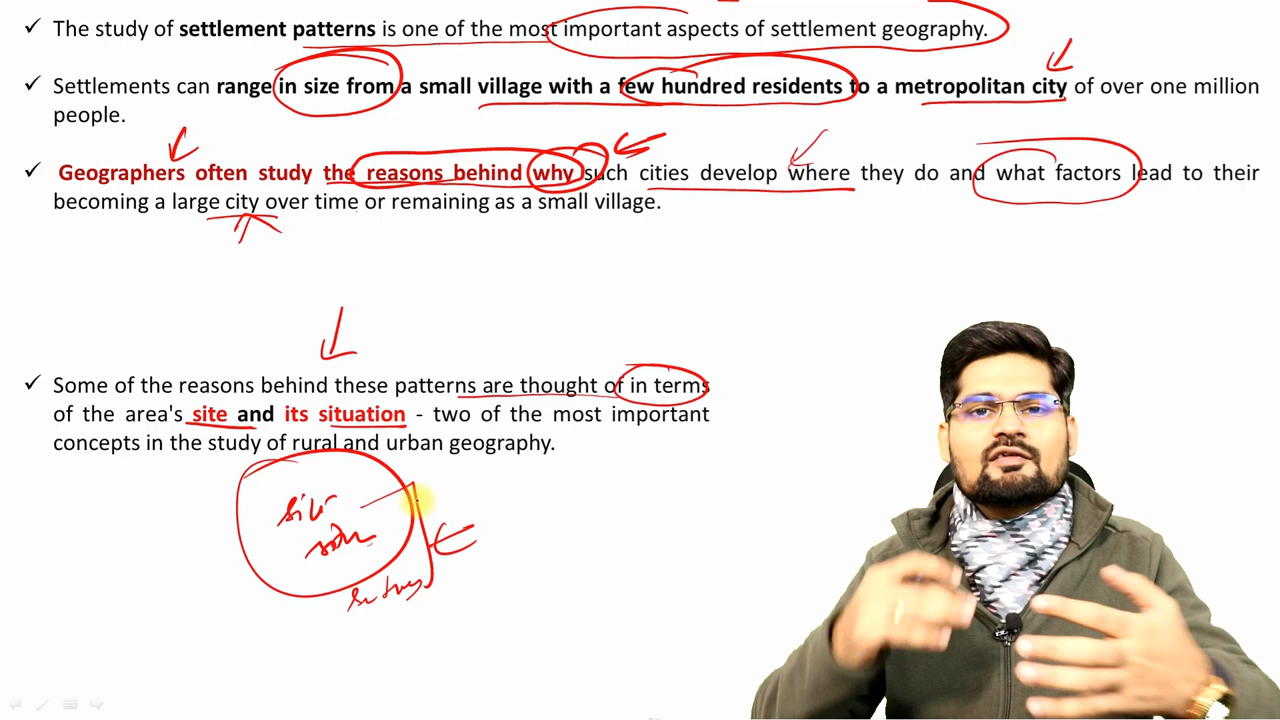 ✓ The study of settlement patterns is one of the most important aspects of settlement geography.
✓ Settlements can range in size from a small village with a few hundred residents to a metropolitan city of over one million
people.
✓ Geographers often study the reasons behind why such cities develop where they do and what factors lead to their
becoming a large city over time or remaining as a small village.
✓ Some of the reasons behind these patterns are thought of in terms
of the area's site and its situation - two of the most important
concepts in the study of rural and urban geography.